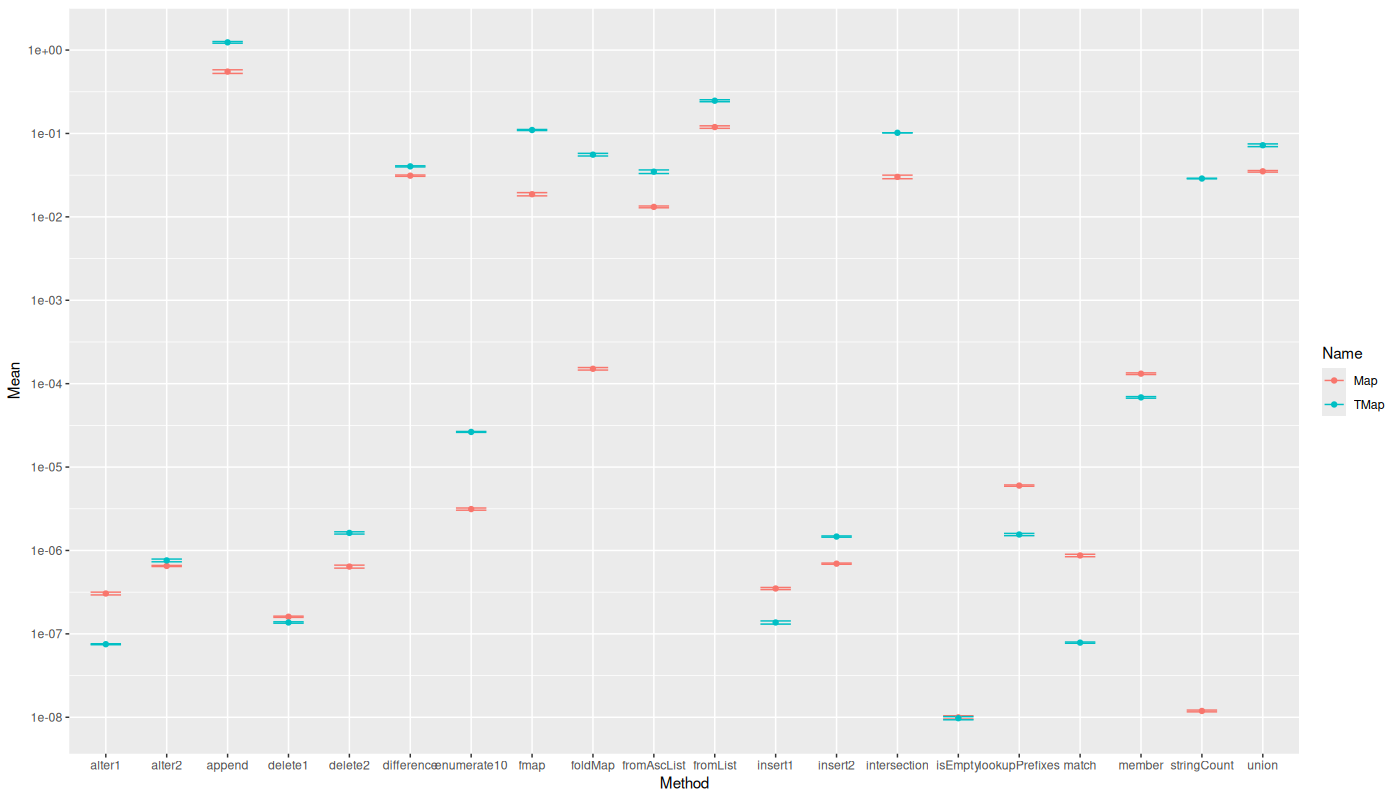 1e+00
1e-01
1e-02
1e-03
1e-04
1e-05
1e-06
1e-07
1e-08
Mean
alter1 alter2 append delete1 delete2 difference enumerate10 fmap foldMap fromAscList fromList insert1 insert2 intersection isEmpty lookupPrefixes match member stringCount union
Method
Name
Map
TMap